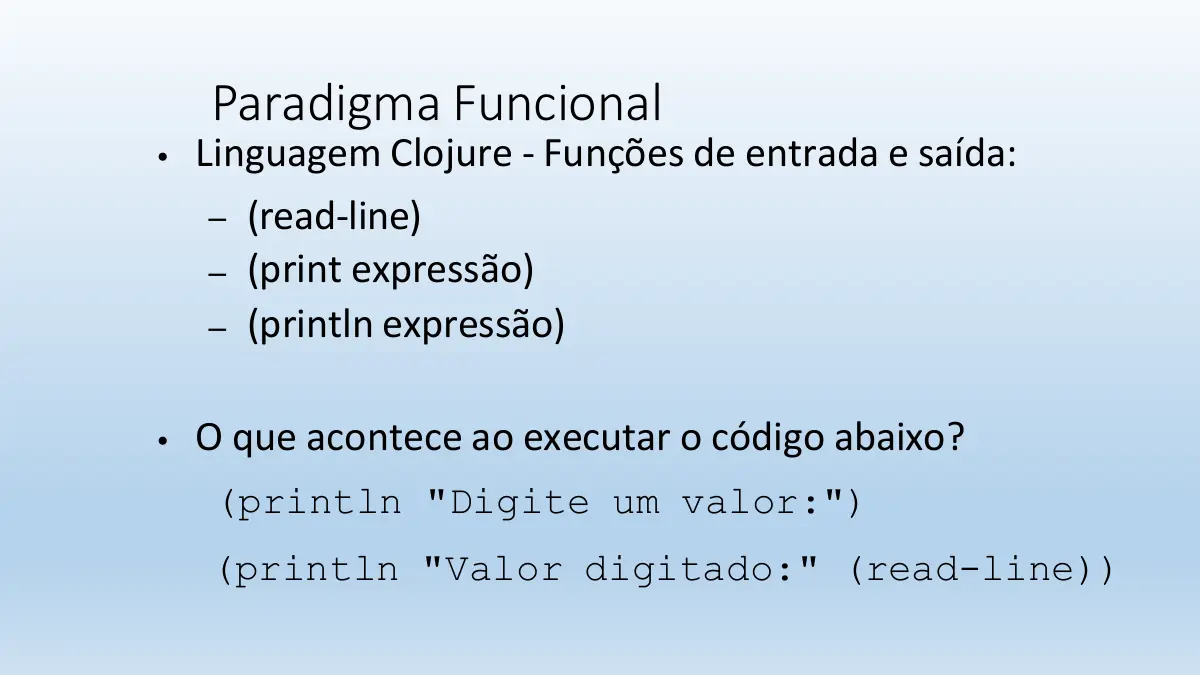 Paradigma Funcional
• Linguagem Clojure - Funções de entrada e saída:
– (read-line)
– (print expressão)
– (println expressão)
• O que acontece ao executar o código abaixo?
(println "Digite um valor:")
(println "Valor digitado:" (read-line))